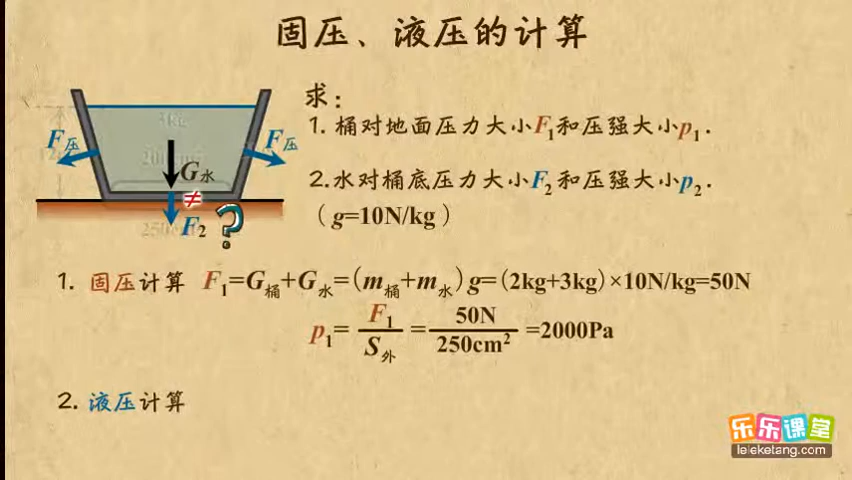 固压、液压的计算
求：
1. 桶对地面压力大小F₁和压强大小p₁.
2.水对桶底压力大小F₂和压强大小p₂.
（g=10N/kg）
3kg
F压
F压
G水
≠
F₂
?
1. 固压计算 F₁=G桶+G水=(m桶+m水)g=(2kg+3kg)×10N/kg=50N
p₁=F₁/S外=50N/250cm²=2000Pa
2. 液压计算
乐乐课堂
leleketang.com